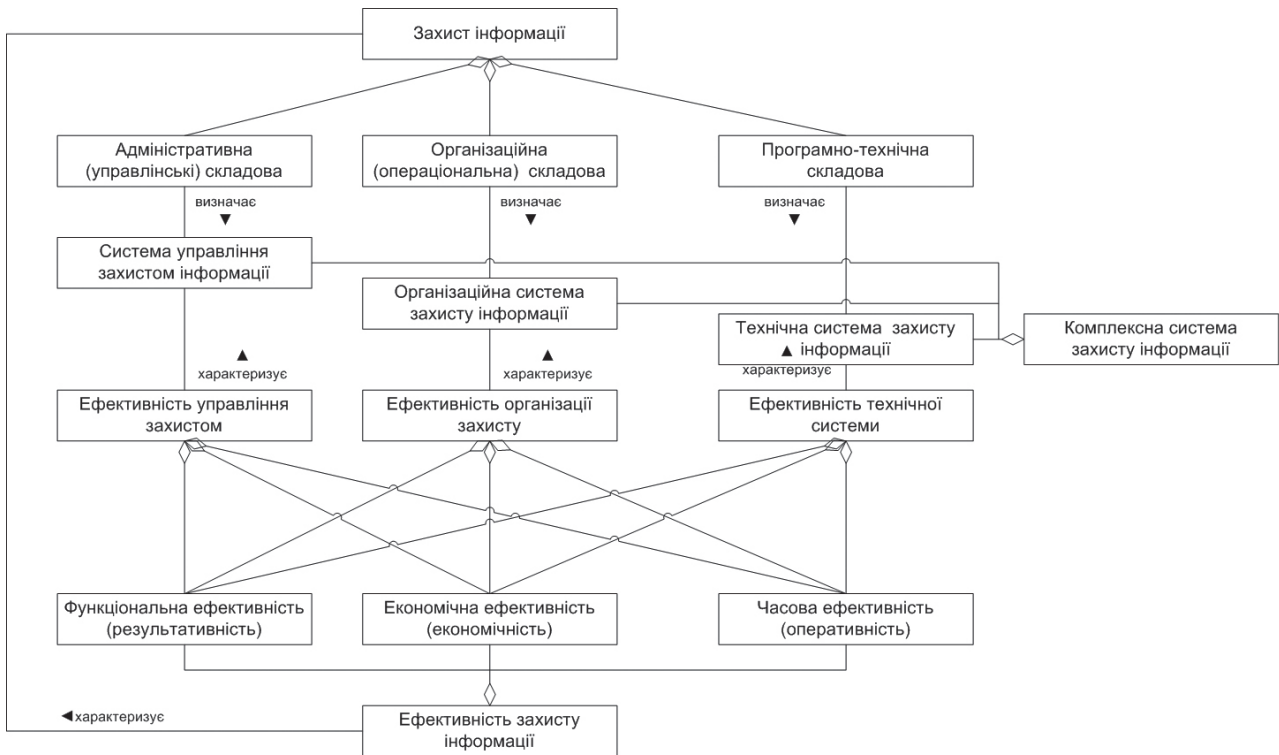 Захист інформації
Адміністративна
(управлінські) складова
Організаційна
(операціональна) складова
Програмно-технічна
складова
визначає
▼
визначає
▼
визначає
▼
Система управління
захистом інформації
Організаційна система
захисту інформації
Технічна система захисту
▲ інформації
Комплексна система
захисту інформації
▲
характеризує
▲
характеризує
характеризує
Ефективність управління
захистом
Ефективність організації
захисту
Ефективність технічної
системи
Функціональна ефективність
(результативність)
Економічна ефективність
(економічність)
Часова ефективність
(оперативність)
◄характеризує
Ефективність захисту
інформації